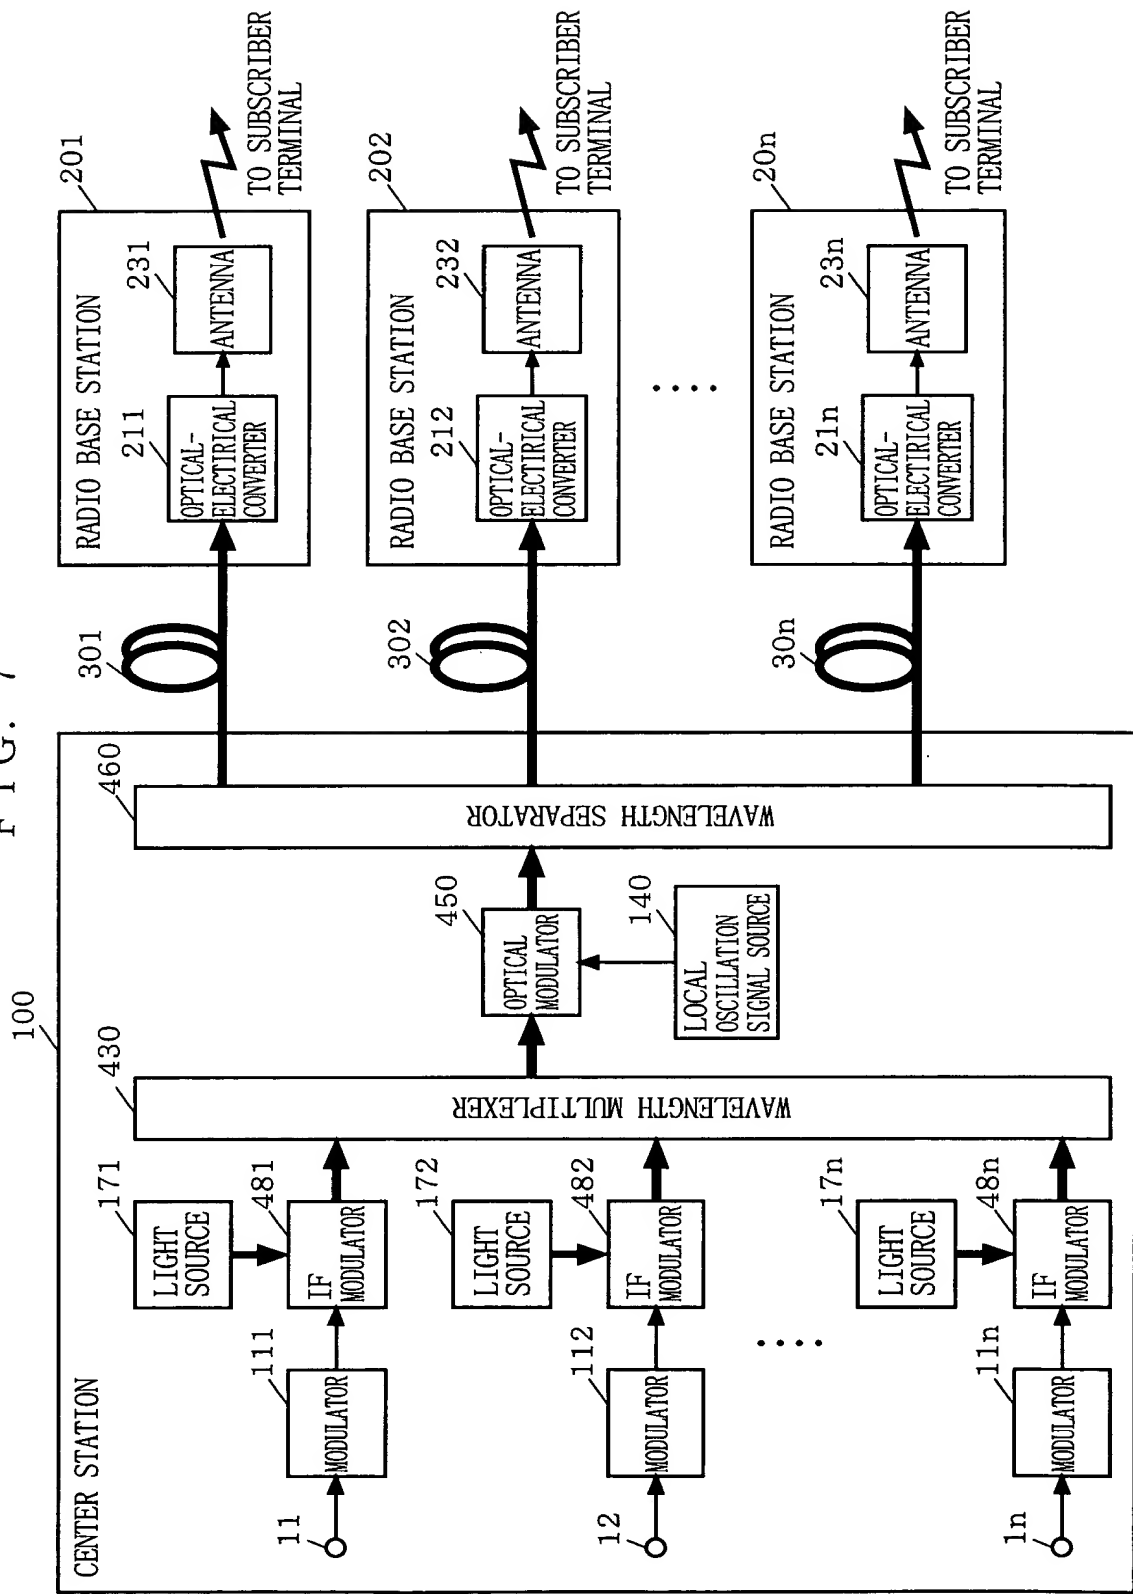 FIG. 7
100
CENTER STATION
11
111
MODULATOR
171
LIGHT
SOURCE
481
IF
MODULATOR
12
112
MODULATOR
172
LIGHT
SOURCE
482
IF
MODULATOR
....
1n
11n
MODULATOR
17n
LIGHT
SOURCE
48n
IF
MODULATOR
430
WAVELENGTH MULTIPLEXER
450
OPTICAL
MODULATOR
140
LOCAL
OSCILLATION
SIGNAL SOURCE
460
WAVELENGTH SEPARATOR
301
302
30n
201
RADIO BASE STATION
211
OPTICAL-
ELECTIRICAL
CONVERTER
231
ANTENNA
TO SUBSCRIBER
TERMINAL
202
RADIO BASE STATION
212
OPTICAL-
ELECTIRICAL
CONVERTER
232
ANTENNA
TO SUBSCRIBER
TERMINAL
....
20n
RADIO BASE STATION
21n
OPTICAL-
ELECTIRICAL
CONVERTER
23n
ANTENNA
TO SUBSCRIBER
TERMINAL